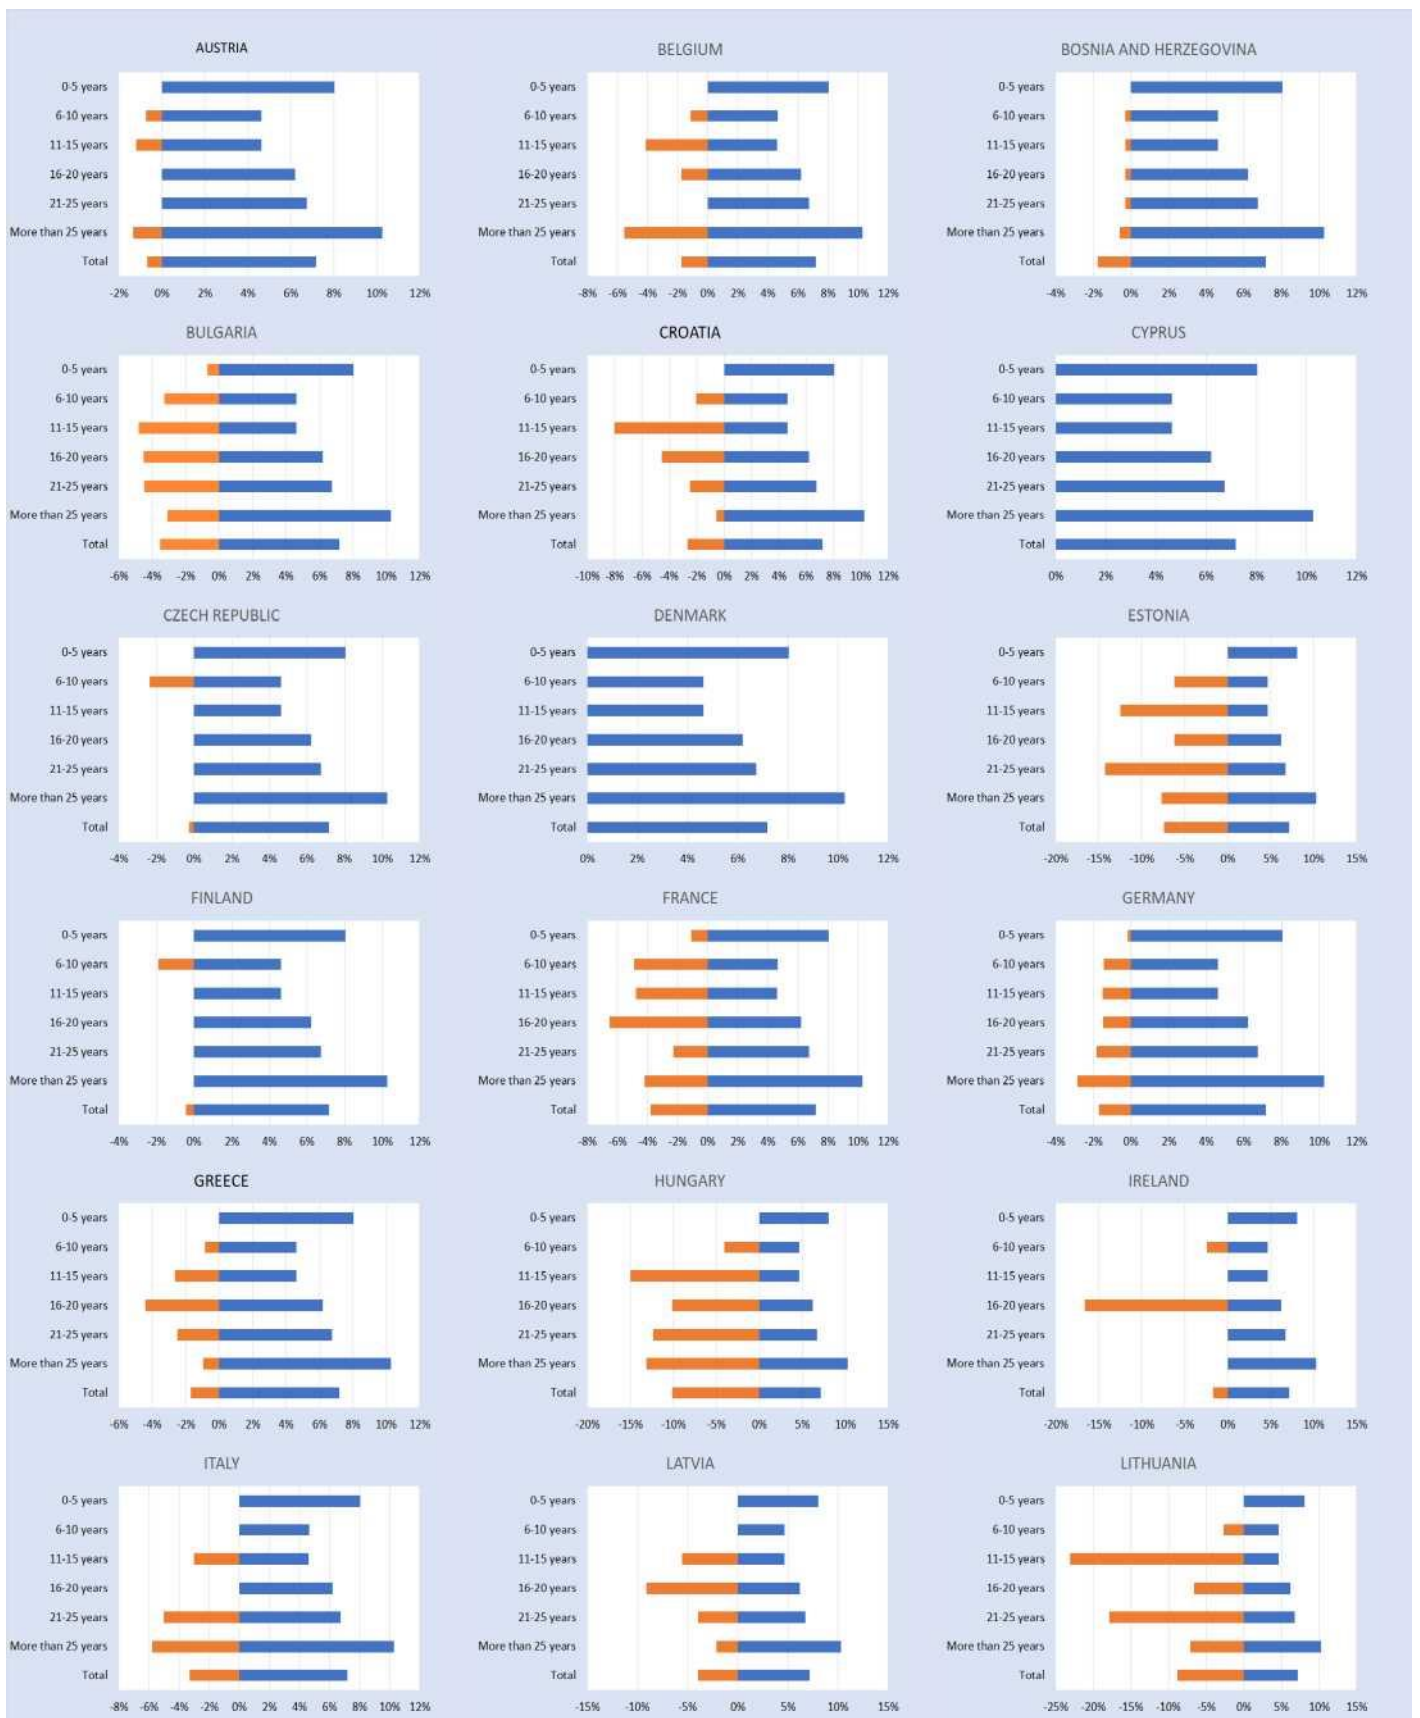 AUSTRIA
0-5 years
6-10 years
11-15 years
16-20 years
21-25 years
More than 25 years
Total
-2% 0% 2% 4% 6% 8% 10% 12%
BELGIUM
0-5 years
6-10 years
11-15 years
16-20 years
21-25 years
More than 25 years
Total
-8% -6% -4% -2% 0% 2% 4% 6% 8% 10% 12%
BOSNIA AND HERZEGOVINA
0-5 years
6-10 years
11-15 years
16-20 years
21-25 years
More than 25 years
Total
-4% -2% 0% 2% 4% 6% 8% 10% 12%
BULGARIA
0-5 years
6-10 years
11-15 years
16-20 years
21-25 years
More than 25 years
Total
-6% -4% -2% 0% 2% 4% 6% 8% 10% 12%
CROATIA
0-5 years
6-10 years
11-15 years
16-20 years
21-25 years
More than 25 years
Total
-10% -8% -6% -4% -2% 0% 2% 4% 6% 8% 10% 12%
CYPRUS
0-5 years
6-10 years
11-15 years
16-20 years
21-25 years
More than 25 years
Total
0% 2% 4% 6% 8% 10% 12%
CZECH REPUBLIC
0-5 years
6-10 years
11-15 years
16-20 years
21-25 years
More than 25 years
Total
-4% -2% 0% 2% 4% 6% 8% 10% 12%
DENMARK
0-5 years
6-10 years
11-15 years
16-20 years
21-25 years
More than 25 years
Total
0% 2% 4% 6% 8% 10% 12%
ESTONIA
0-5 years
6-10 years
11-15 years
16-20 years
21-25 years
More than 25 years
Total
-20% -15% -10% -5% 0% 5% 10% 15%
FINLAND
0-5 years
6-10 years
11-15 years
16-20 years
21-25 years
More than 25 years
Total
-4% -2% 0% 2% 4% 6% 8% 10% 12%
FRANCE
0-5 years
6-10 years
11-15 years
16-20 years
21-25 years
More than 25 years
Total
-8% -6% -4% -2% 0% 2% 4% 6% 8% 10% 12%
GERMANY
0-5 years
6-10 years
11-15 years
16-20 years
21-25 years
More than 25 years
Total
-4% -2% 0% 2% 4% 6% 8% 10% 12%
GREECE
0-5 years
6-10 years
11-15 years
16-20 years
21-25 years
More than 25 years
Total
-6% -4% -2% 0% 2% 4% 6% 8% 10% 12%
HUNGARY
0-5 years
6-10 years
11-15 years
16-20 years
21-25 years
More than 25 years
Total
-20% -15% -10% -5% 0% 5% 10% 15%
IRELAND
0-5 years
6-10 years
11-15 years
16-20 years
21-25 years
More than 25 years
Total
-20% -15% -10% -5% 0% 5% 10% 15%
ITALY
0-5 years
6-10 years
11-15 years
16-20 years
21-25 years
More than 25 years
Total
-8% -6% -4% -2% 0% 2% 4% 6% 8% 10% 12%
LATVIA
0-5 years
6-10 years
11-15 years
16-20 years
21-25 years
More than 25 years
Total
-15% -10% -5% 0% 5% 10% 15%
LITHUANIA
0-5 years
6-10 years
11-15 years
16-20 years
21-25 years
More than 25 years
Total
-25% -20% -15% -10% -5% 0% 5% 10% 15%